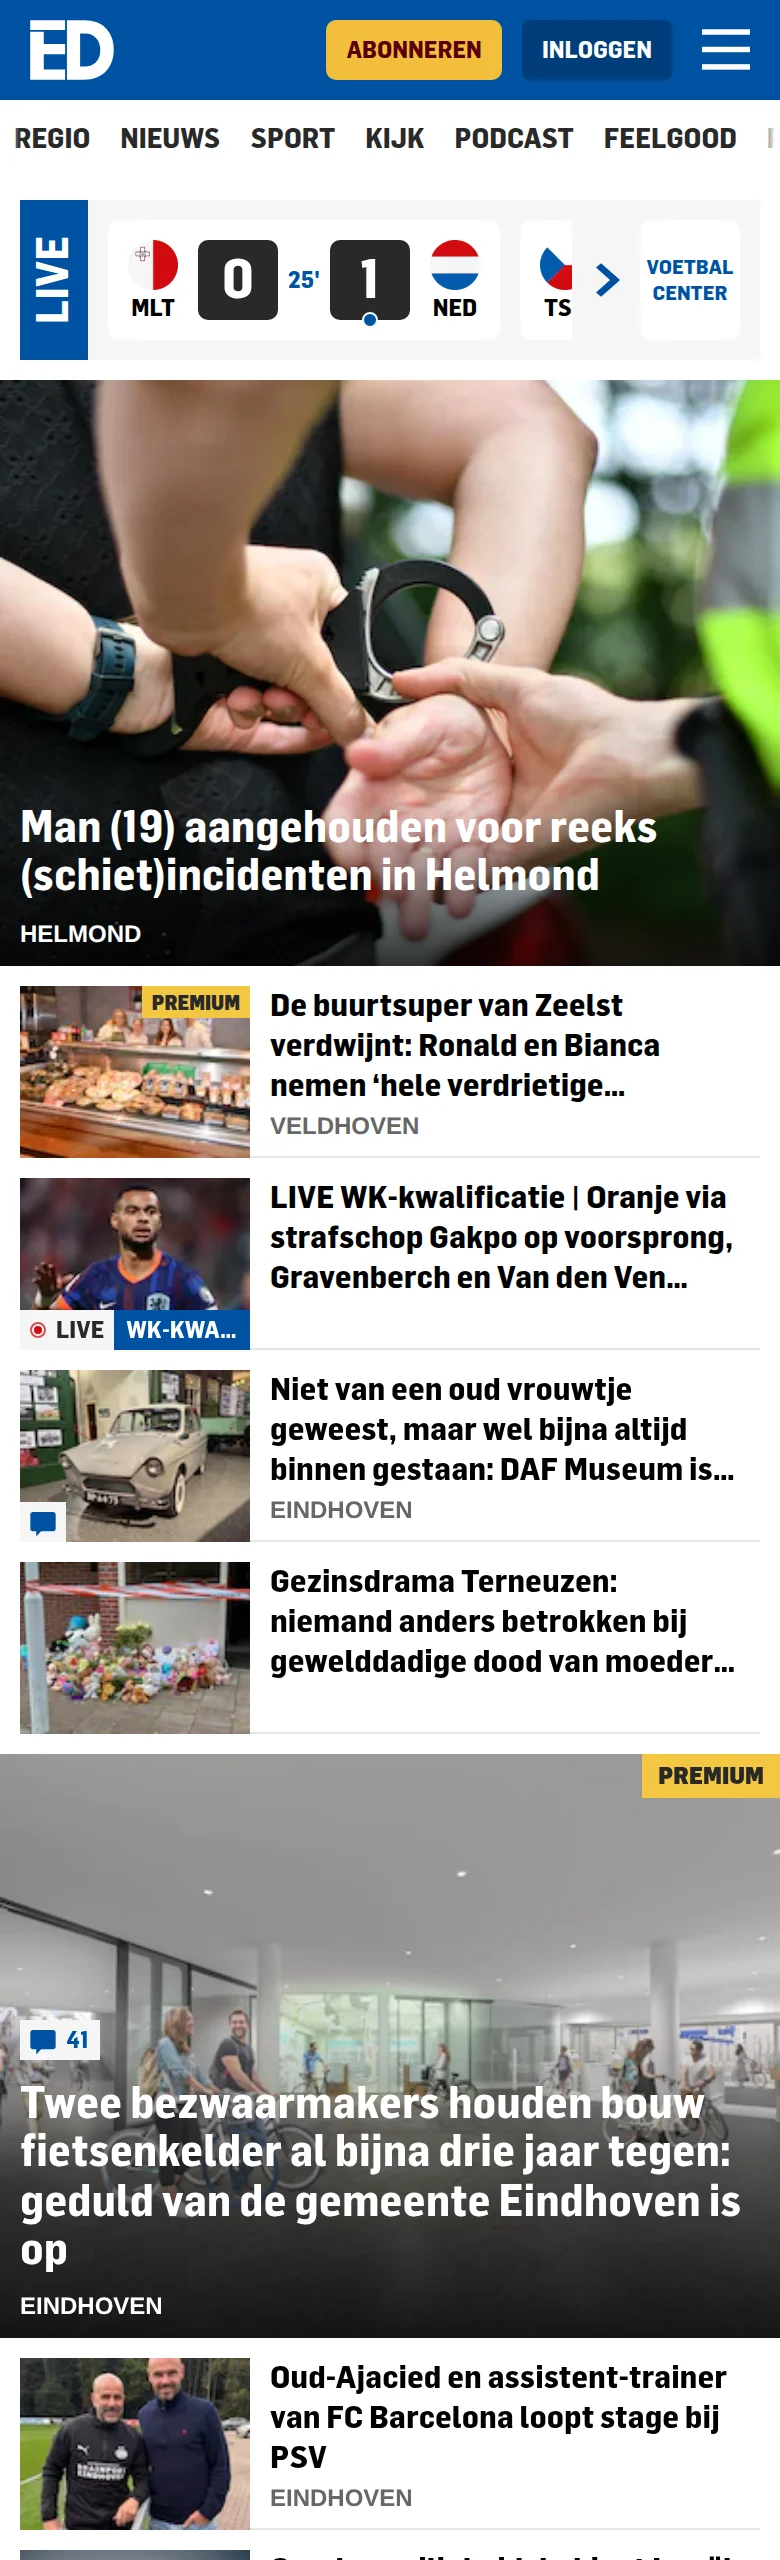 ED
ABONNEREN
INLOGGEN
REGIO NIEUWS SPORT KIJK PODCAST FEELGOOD
LIVE
MLT
0
25'
1
NED
TS
VOETBAL
CENTER
Man (19) aangehouden voor reeks
(schiet)incidenten in Helmond
HELMOND
PREMIUM
De buurtsuper van Zeelst
verdwijnt: Ronald en Bianca
nemen ‘hele verdrietige...
VELDHOVEN
LIVE WK-kwalificatie | Oranje via
strafschop Gakpo op voorsprong,
Gravenberch en Van den Ven...
LIVE
WK-KWA...
Niet van een oud vrouwtje
geweest, maar wel bijna altijd
binnen gestaan: DAF Museum is...
EINDHOVEN
Gezinsdrama Terneuzen:
niemand anders betrokken bij
gewelddadige dood van moeder...
PREMIUM
41
Twee bezwaarmakers houden bouw
fietsenkelder al bijna drie jaar tegen:
geduld van de gemeente Eindhoven is
op
EINDHOVEN
Oud-Ajacied en assistent-trainer
van FC Barcelona loopt stage bij
PSV
EINDHOVEN